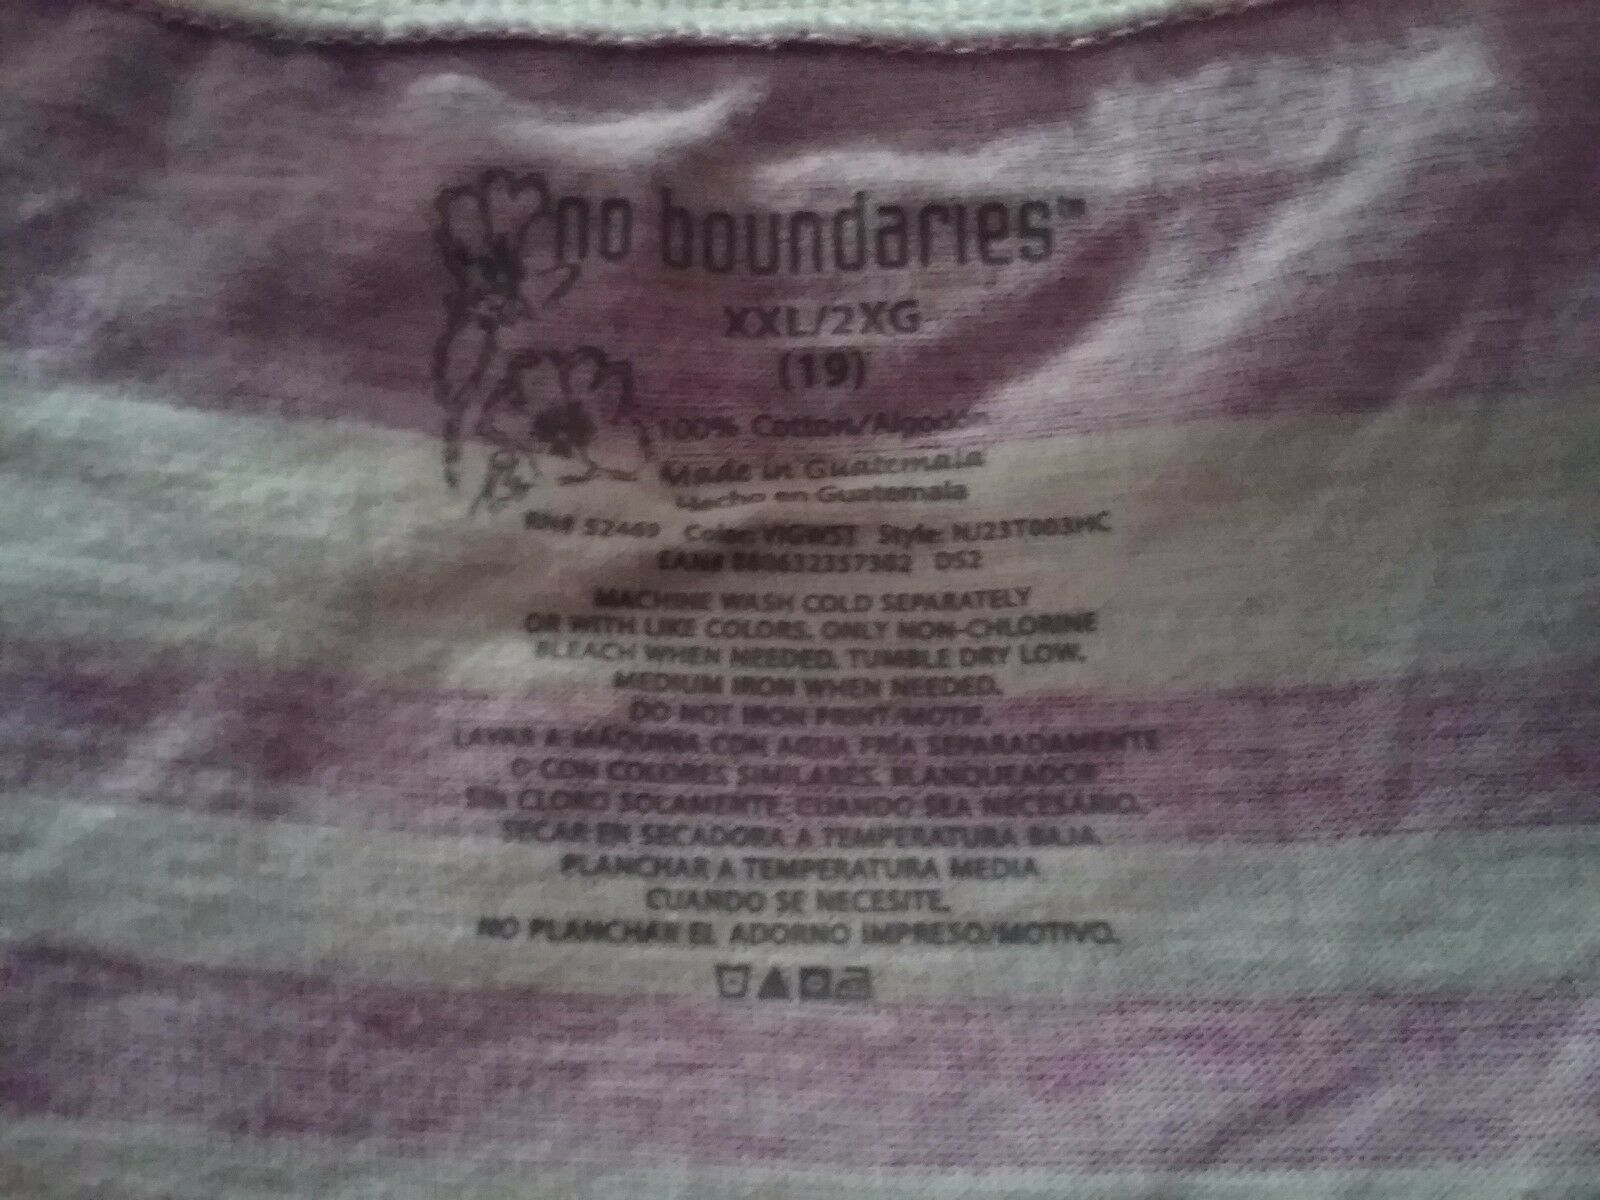 no boundaries™
XXL/2XG
(19)
100% Cotton/Algodón
Made in Guatemala
Hecho en Guatemala
RN# 52469 Color: VIGWST Style: NJ23T003HC
EAN# DS2
MACHINE WASH COLD SEPARATELY
OR WITH LIKE COLORS. ONLY NON-CHLORINE
BLEACH WHEN NEEDED. TUMBLE DRY LOW.
MEDIUM IRON WHEN NEEDED.
DO NOT IRON PRINT/MOTIF.
LAVAR A MÁQUINA CON AGUA FRÍA SEPARADAMENTE
O CON COLORES SIMILARES. BLANQUEADOR
SIN CLORO SOLAMENTE CUANDO SEA NECESARIO.
SECAR EN SECADORA A TEMPERATURA BAJA.
PLANCHAR A TEMPERATURA MEDIA
CUANDO SE NECESITE.
NO PLANCHAR EL ADORNO IMPRESO/MOTIVO.